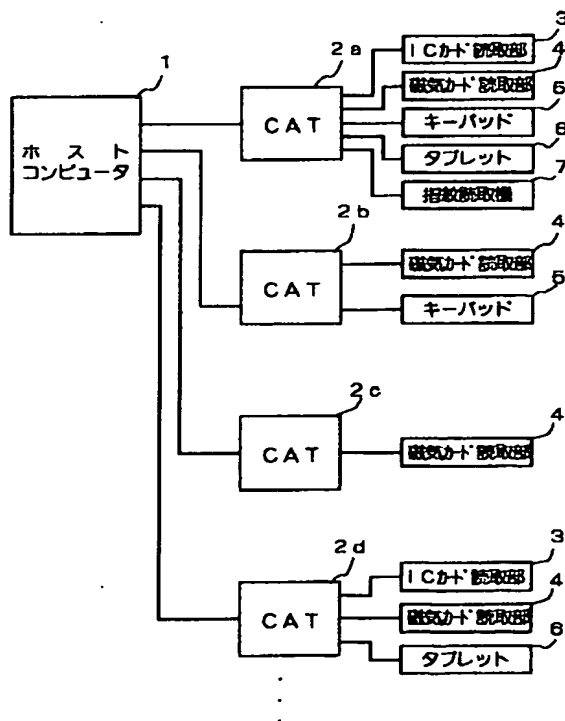 1
ホスト
コンピュータ
2a
CAT
3
ICカード読取部
4
磁気カード読取部
5
キーパッド
6
タブレット
7
指紋読取機
2b
CAT
4
磁気カード読取部
5
キーパッド
2c
CAT
4
磁気カード読取部
2d
CAT
3
ICカード読取部
4
磁気カード読取部
6
タブレット